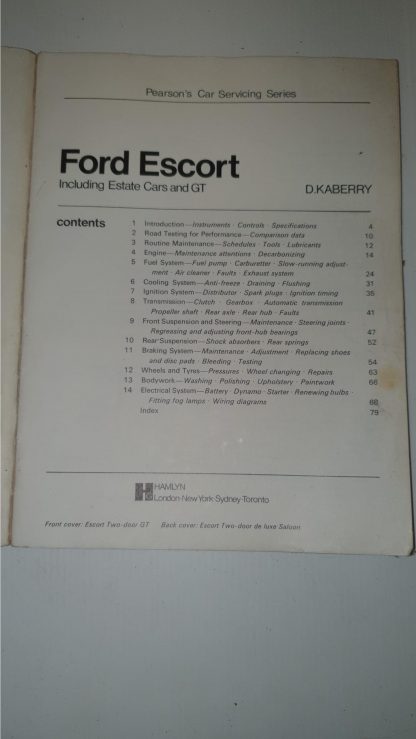 Pearson's Car Servicing Series
Ford Escort
Including Estate Cars and GT
D.KABERRY
contents
1 Introduction—Instruments · Controls · Specifications 4
2 Road Testing for Performance—Comparison data 10
3 Routine Maintenance—Schedules · Tools · Lubricants 12
4 Engine—Maintenance attentions · Decarbonizing 14
5 Fuel System—Fuel pump · Carburetter · Slow-running adjust-
ment · Air cleaner · Faults · Exhaust system 24
6 Cooling System—Anti-freeze · Draining · Flushing 31
7 Ignition System—Distributor · Spark plugs · Ignition timing 35
8 Transmission—Clutch · Gearbox · Automatic transmission
Propeller shaft · Rear axle · Rear hub · Faults 41
9 Front Suspension and Steering—Maintenance · Steering joints ·
Regreasing and adjusting front-hub bearings 47
10 Rear Suspension—Shock absorbers · Rear springs 52
11 Braking System—Maintenance · Adjustment · Replacing shoes
and disc pads · Bleeding · Testing 54
12 Wheels and Tyres—Pressures · Wheel changing · Repairs 63
13 Bodywork—Washing · Polishing · Upholstery · Paintwork 66
14 Electrical System—Battery · Dynamo · Starter · Renewing bulbs ·
Fitting fog lamps · Wiring diagrams 68
Index 79
HAMLYN
London·New York·Sydney·Toronto
Front cover: Escort Two-door GT Back cover: Escort Two-door de luxe Saloon